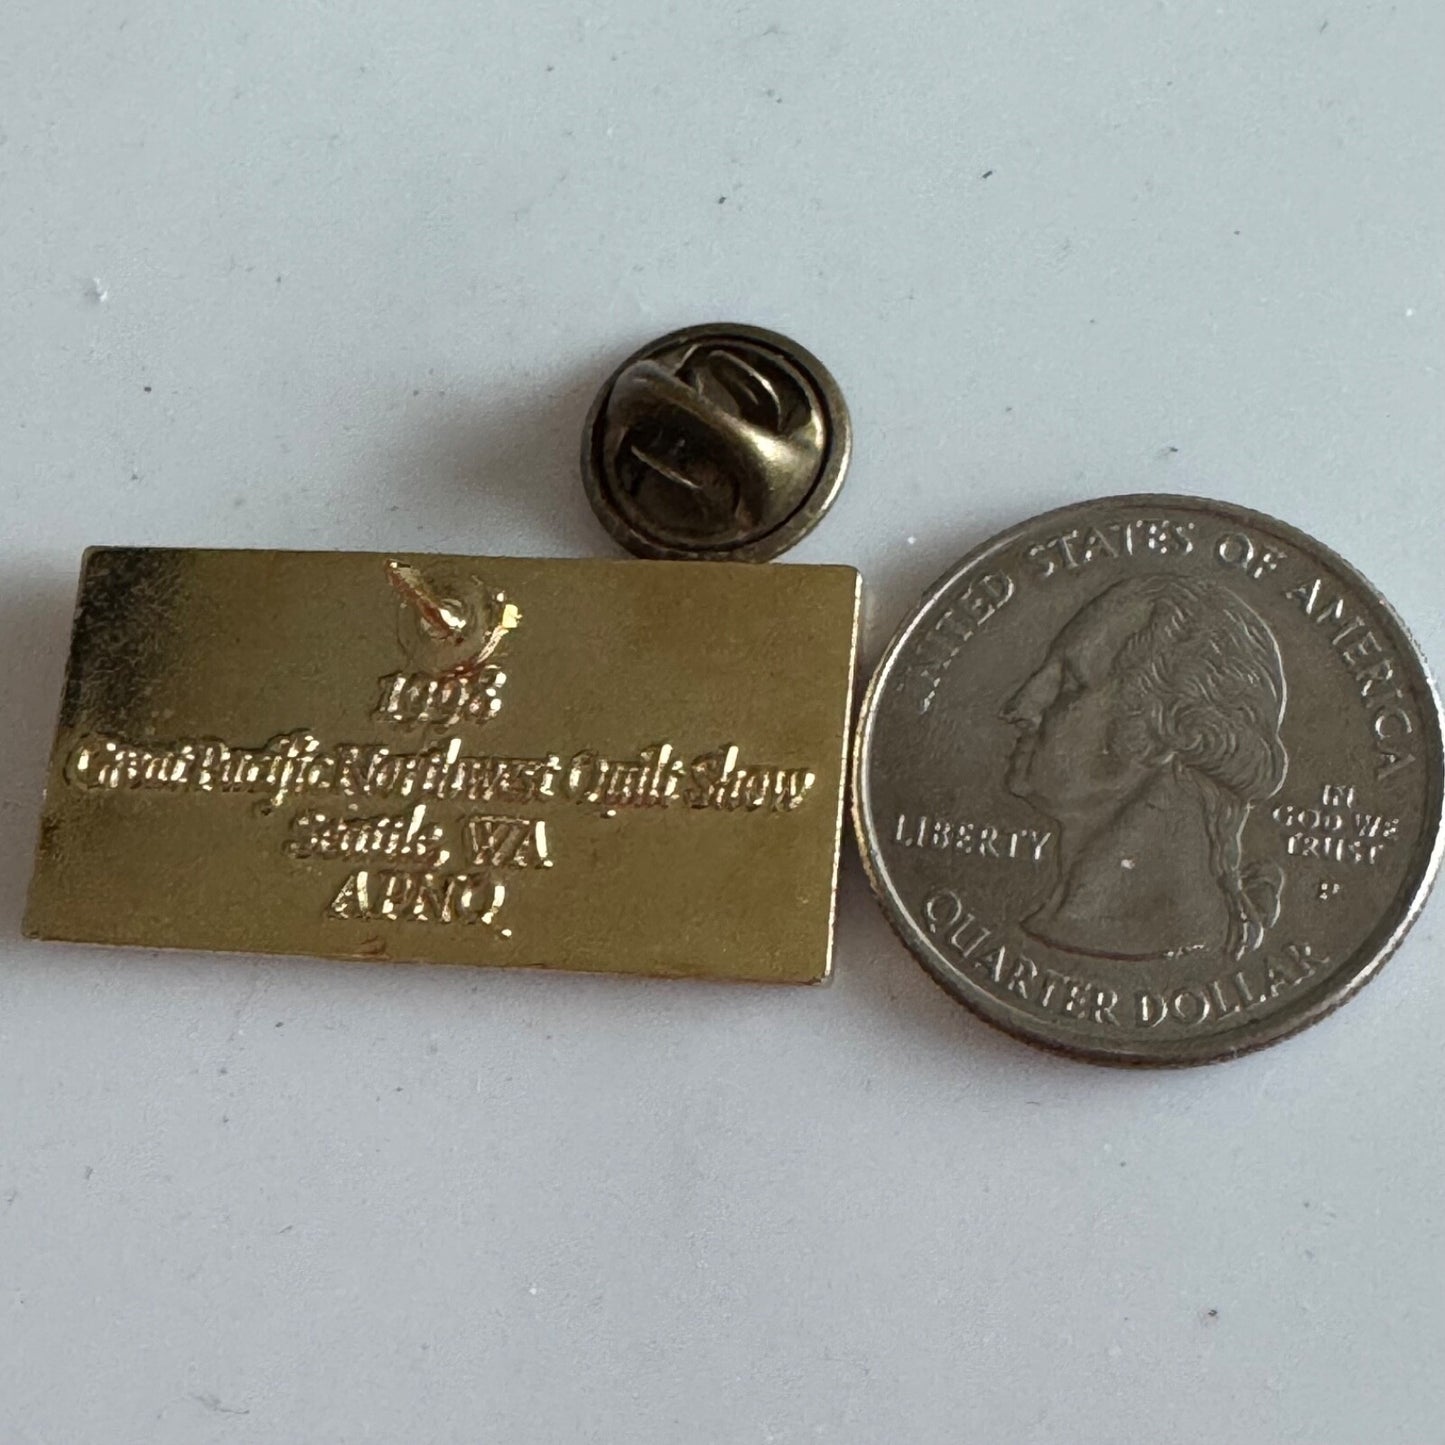 1998
Great Pacific Northwest Quilt Show
Seattle, WA
APNQ
UNITED STATES OF AMERICA
LIBERTY
IN
GOD WE
TRUST
P
QUARTER DOLLAR